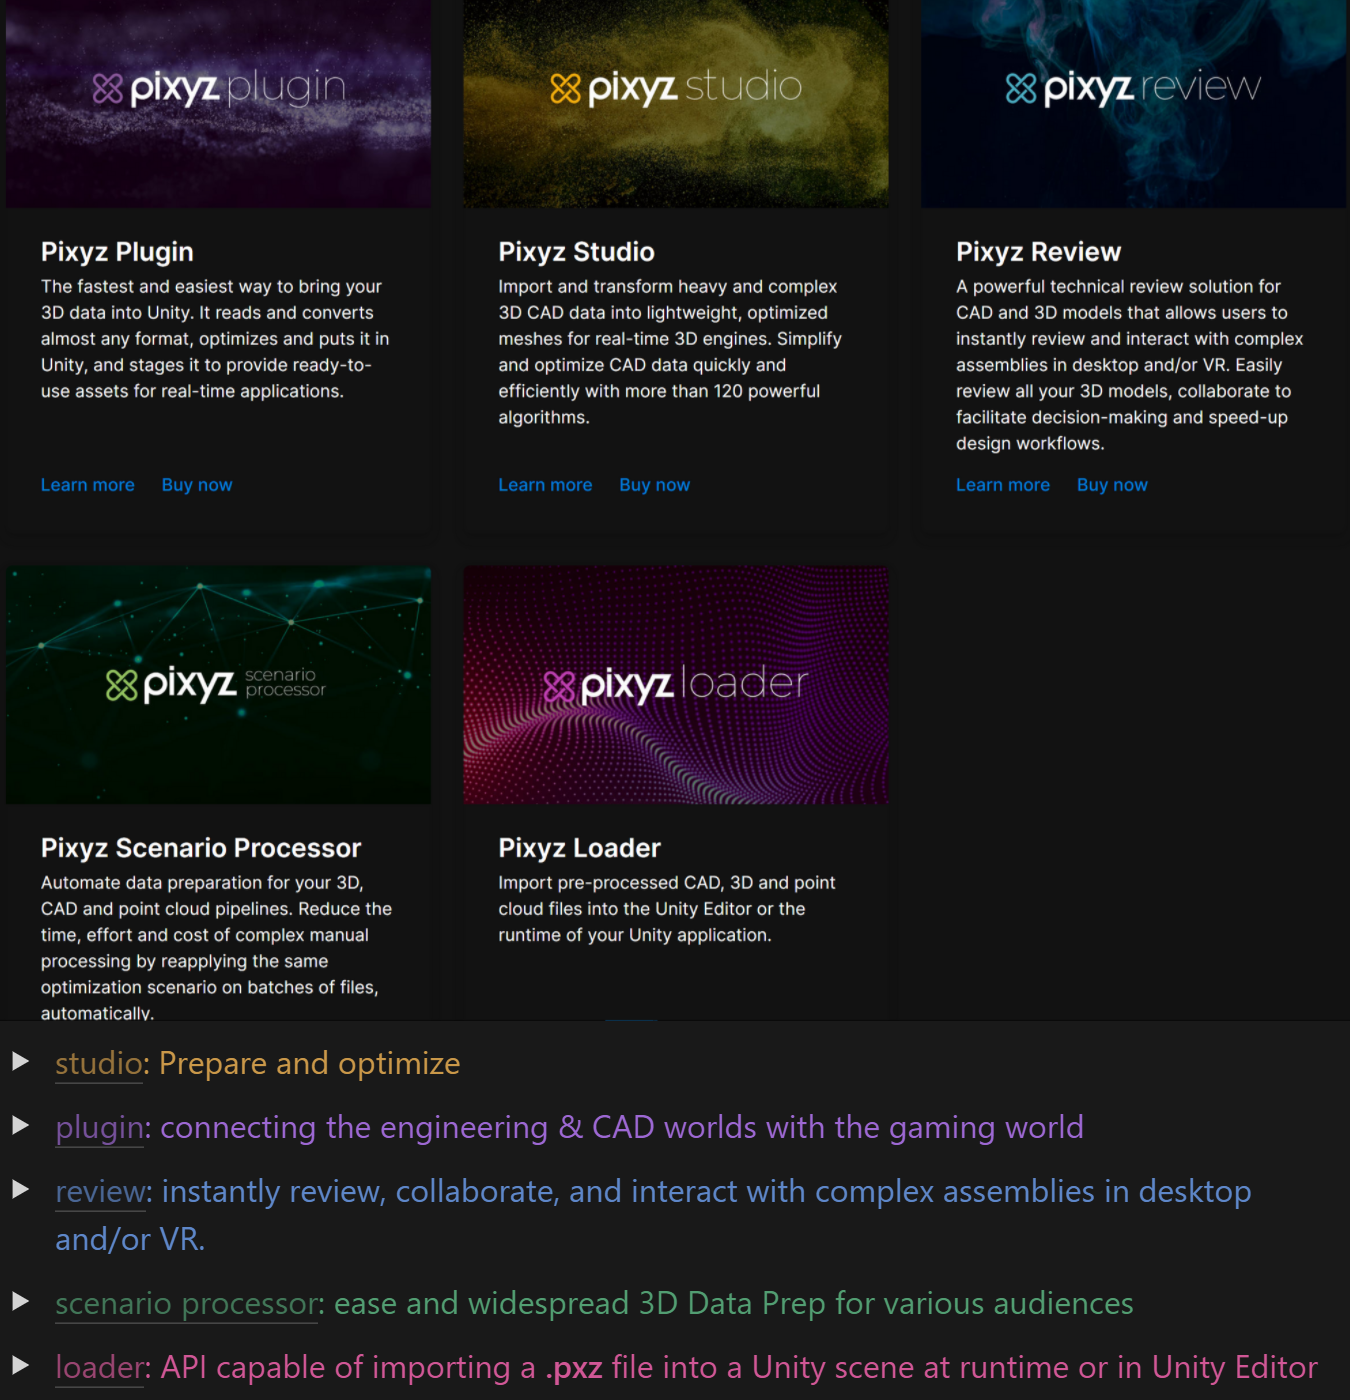 pixyz plugin
pixyz studio
pixyz review
Pixyz Plugin
The fastest and easiest way to bring your
3D data into Unity. It reads and converts
almost any format, optimizes and puts it in
Unity, and stages it to provide ready-to-
use assets for real-time applications.
Learn more Buy now
Pixyz Studio
Import and transform heavy and complex
3D CAD data into lightweight, optimized
meshes for real-time 3D engines. Simplify
and optimize CAD data quickly and
efficiently with more than 120 powerful
algorithms.
Learn more Buy now
Pixyz Review
A powerful technical review solution for
CAD and 3D models that allows users to
instantly review and interact with complex
assemblies in desktop and/or VR. Easily
review all your 3D models, collaborate to
facilitate decision-making and speed-up
design workflows.
Learn more Buy now
pixyz scenario
processor
pixyz loader
Pixyz Scenario Processor
Automate data preparation for your 3D,
CAD and point cloud pipelines. Reduce the
time, effort and cost of complex manual
processing by reapplying the same
optimization scenario on batches of files,
automatically.
Pixyz Loader
Import pre-processed CAD, 3D and point
cloud files into the Unity Editor or the
runtime of your Unity application.
studio: Prepare and optimize
plugin: connecting the engineering & CAD worlds with the gaming world
review: instantly review, collaborate, and interact with complex assemblies in desktop
and/or VR.
scenario processor: ease and widespread 3D Data Prep for various audiences
loader: API capable of importing a .pxz file into a Unity scene at runtime or in Unity Editor